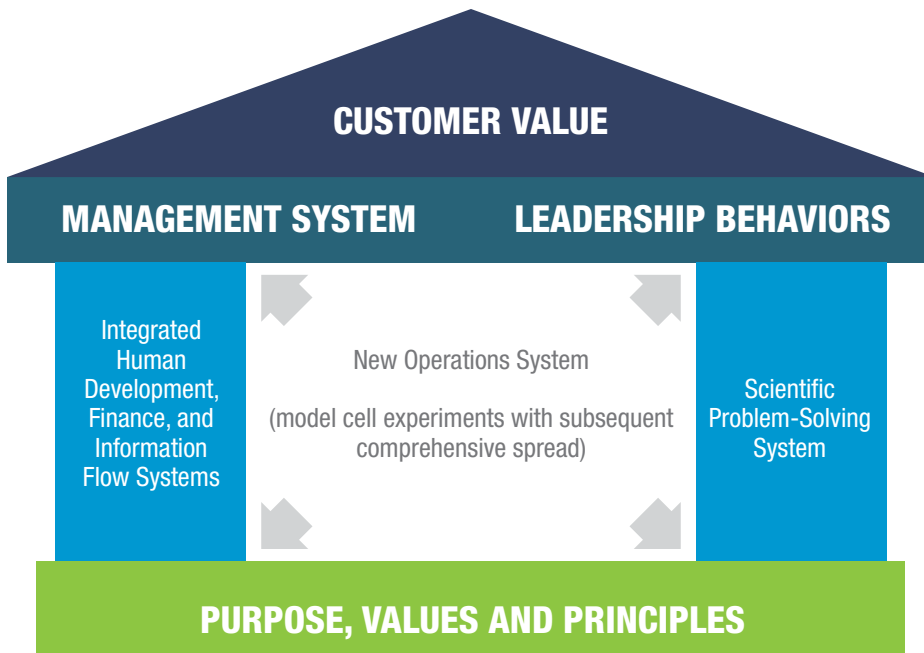 CUSTOMER VALUE
MANAGEMENT SYSTEM
LEADERSHIP BEHAVIORS
Integrated
Human
Development,
Finance, and
Information
Flow Systems
New Operations System
(model cell experiments with subsequent
comprehensive spread)
Scientific
Problem-Solving
System
PURPOSE, VALUES AND PRINCIPLES